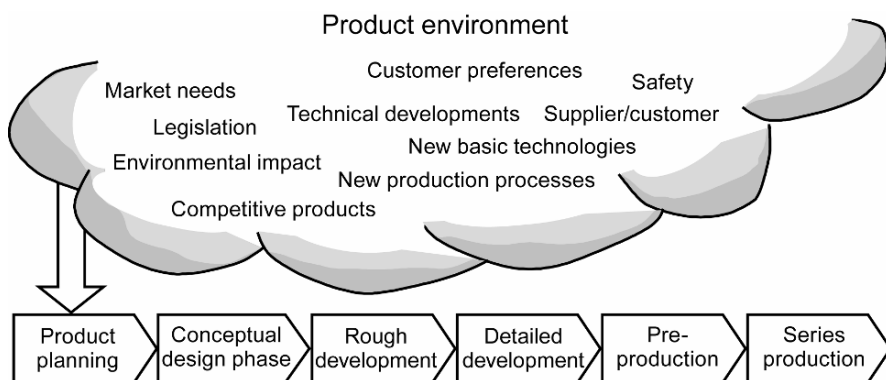 Product environment
Customer preferences
Safety
Market needs
Technical developments
Supplier/customer
Legislation
New basic technologies
Environmental impact
New production processes
Competitive products
Product
planning
Conceptual
design phase
Rough
development
Detailed
development
Pre-
production
Series
production